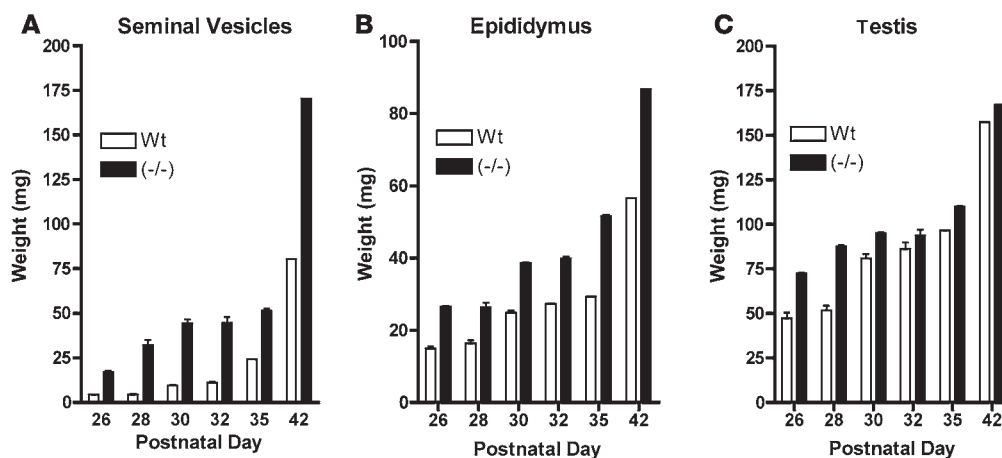 A Seminal Vesicles
200
175
150
125
100
75
50
25
0
Weight (mg)
Wt
(-/-)
26 28 30 32 35 42
Postnatal Day
B Epididymus
100
80
60
40
20
0
Weight (mg)
Wt
(-/-)
26 28 30 32 35 42
Postnatal Day
C Testis
200
175
150
125
100
75
50
25
0
Weight (mg)
Wt
(-/-)
26 28 30 32 35 42
Postnatal Day